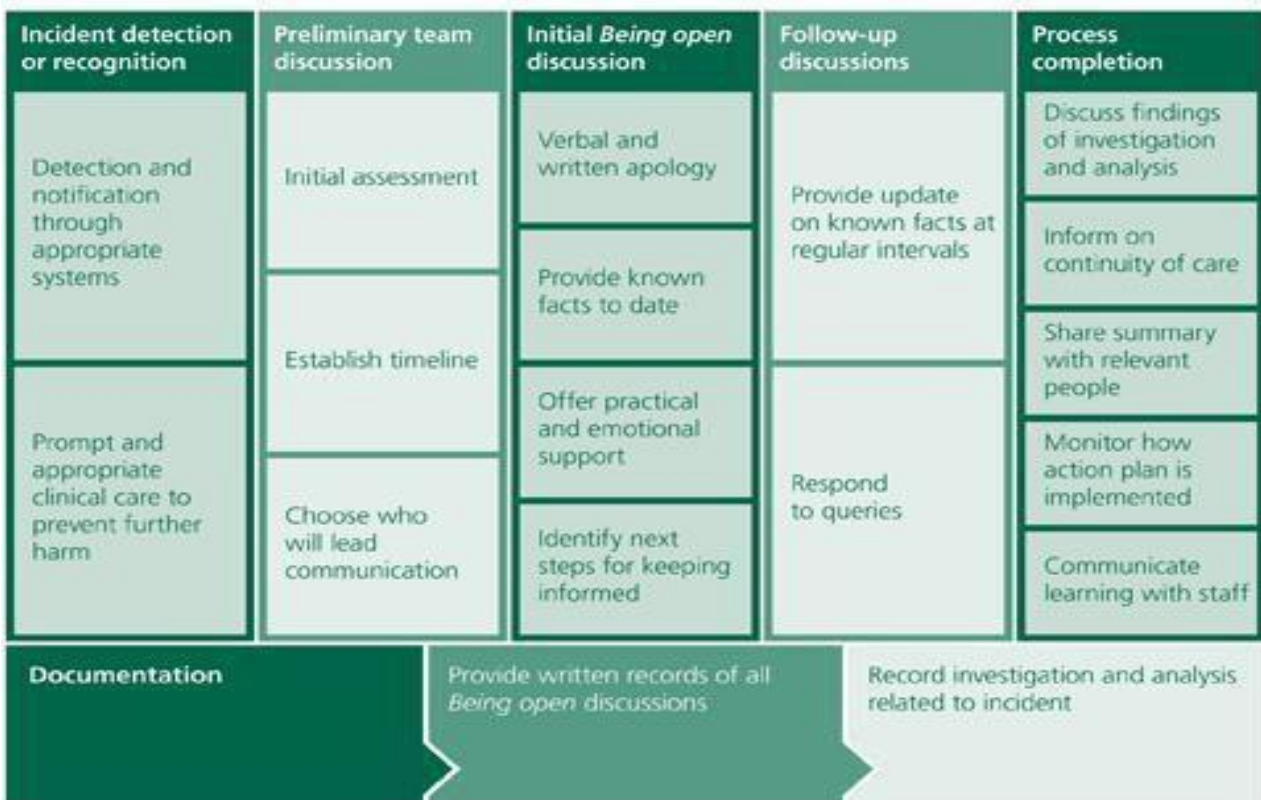 Incident detection
or recognition
Detection and
notification
through
appropriate
systems
Prompt and
appropriate
clinical care to
prevent further
harm
Preliminary team
discussion
Initial assessment
Establish timeline
Choose who
will lead
communication
Initial Being open
discussion
Verbal and
written apology
Provide known
facts to date
Offer practical
and emotional
support
Identify next
steps for keeping
informed
Follow-up
discussions
Provide update
on known facts at
regular intervals
Respond
to queries
Process
completion
Discuss findings
of investigation
and analysis
Inform on
continuity of care
Share summary
with relevant
people
Monitor how
action plan is
implemented
Communicate
learning with staff
Documentation
Provide written records of all
Being open discussions
Record investigation and analysis
related to incident